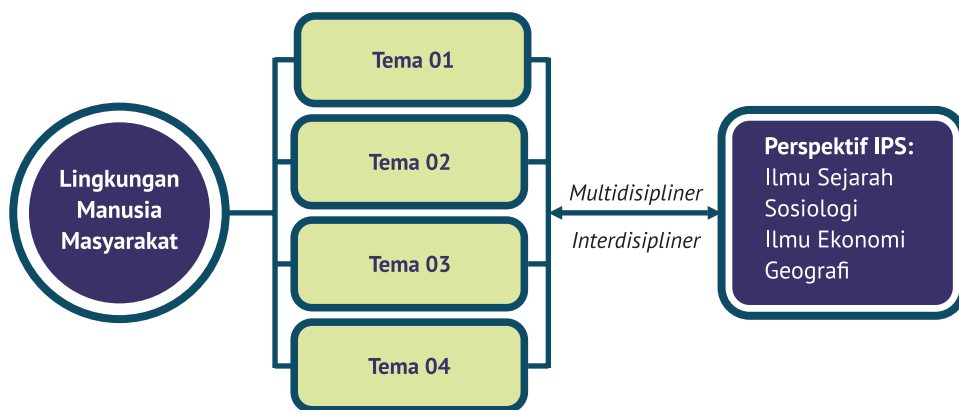 Lingkungan
Manusia
Masyarakat
Tema 01
Tema 02
Tema 03
Tema 04
Multidisipliner
Interdisipliner
Perspektif IPS:
Ilmu Sejarah
Sosiologi
Ilmu Ekonomi
Geografi